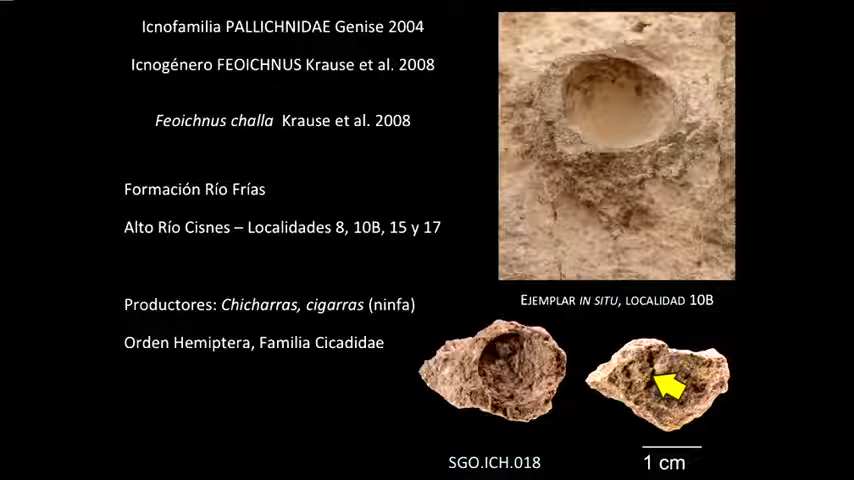 Icnofamilia PALLICHNIDAE Genise 2004
Icnogénero FEOICHNUS Krause et al. 2008
Feoichnus challa Krause et al. 2008
Formación Río Frías
Alto Río Cisnes – Localidades 8, 10B, 15 y 17
Productores: Chicharras, cigarras (ninfa)
Orden Hemiptera, Familia Cicadidae
EJEMPLAR IN SITU, LOCALIDAD 10B
SGO.ICH.018
1 cm